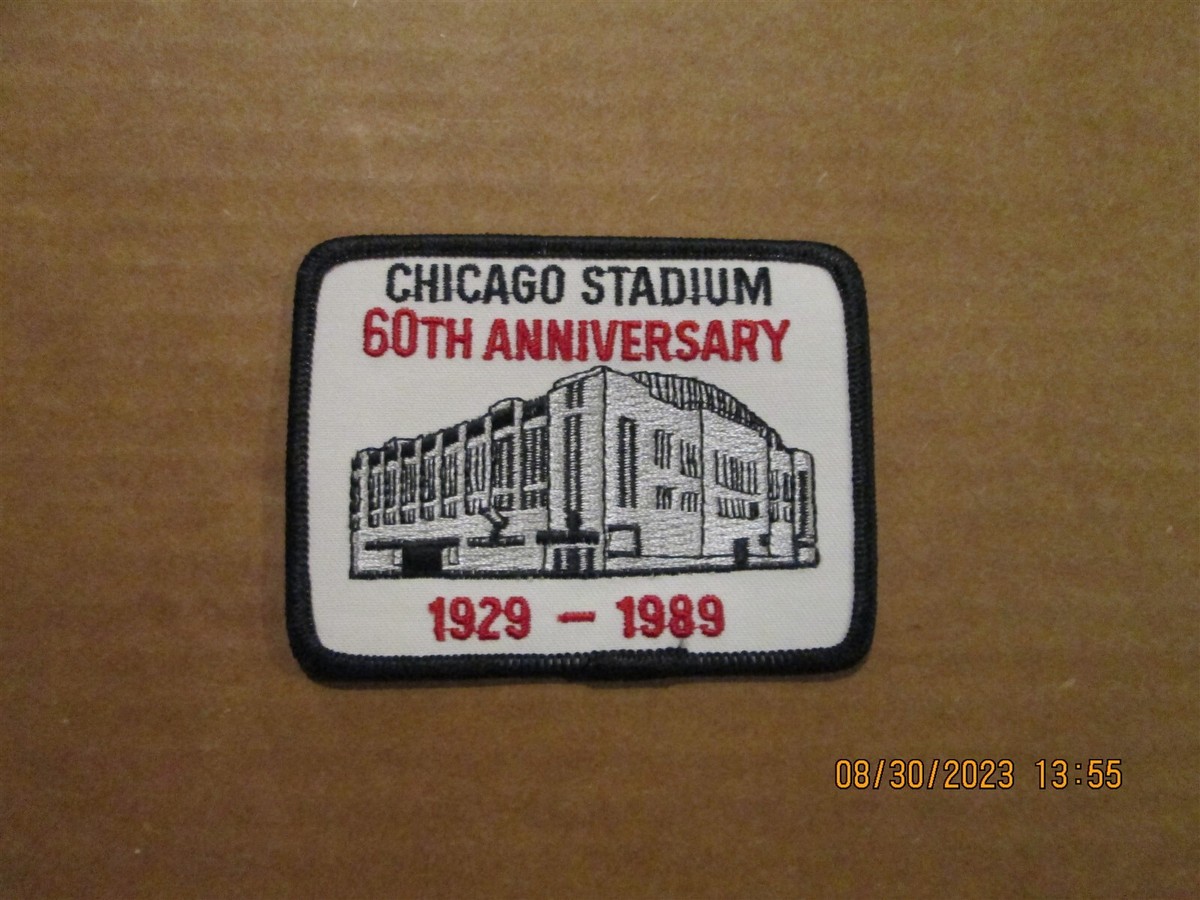 CHICAGO STADIUM
60TH ANNIVERSARY
1929 - 1989
08/30/2023 13:55